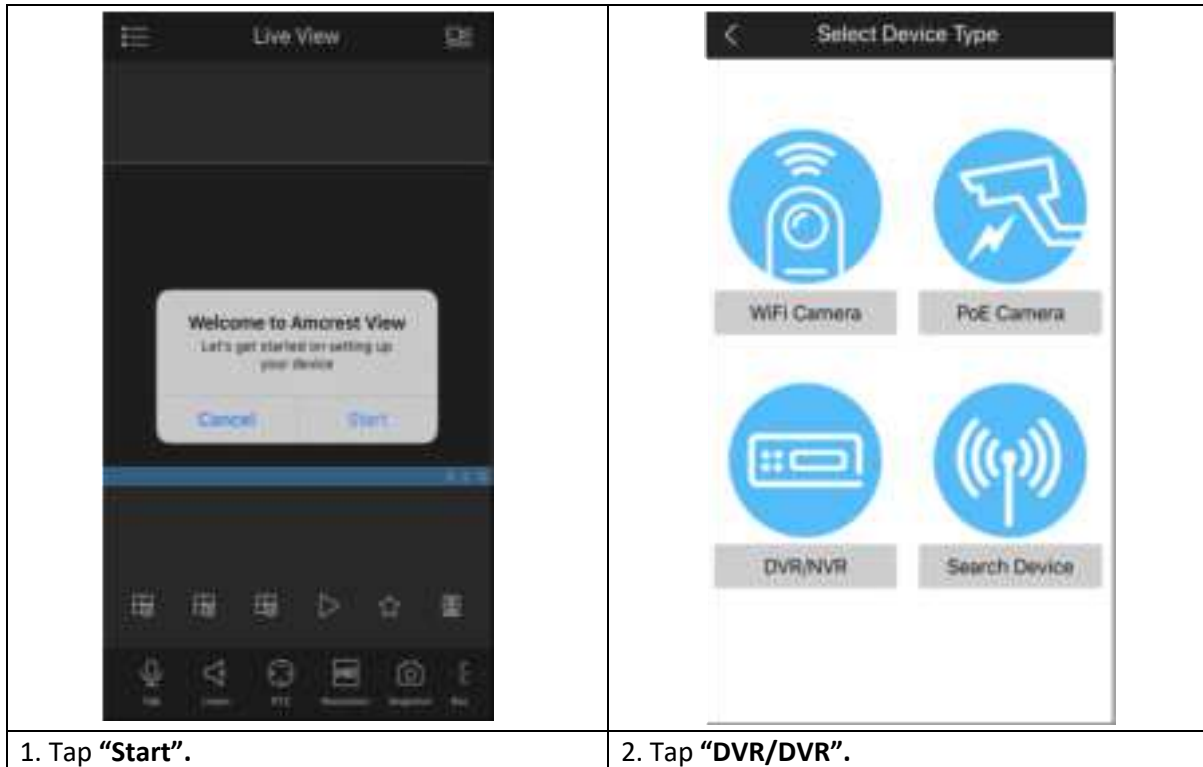 Live View
Welcome to Amcrest View
Let's get started on setting up
your device
Cancel Start
Select Device Type
WiFi Camera PoE Camera
DVR/NVR Search Device
1. Tap “Start”.
2. Tap “DVR/DVR”.